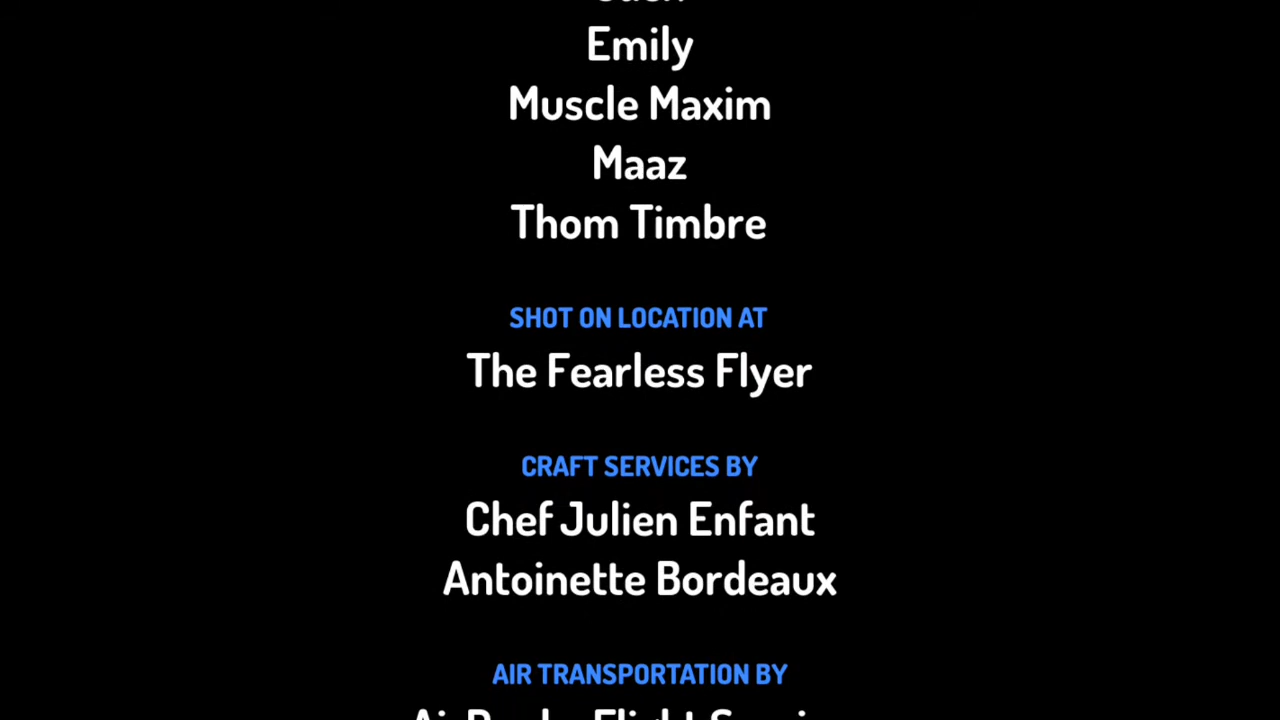 Emily
Muscle Maxim
Maaz
Thom Timbre
SHOT ON LOCATION AT
The Fearless Flyer
CRAFT SERVICES BY
Chef Julien Enfant
Antoinette Bordeaux
AIR TRANSPORTATION BY
Flight